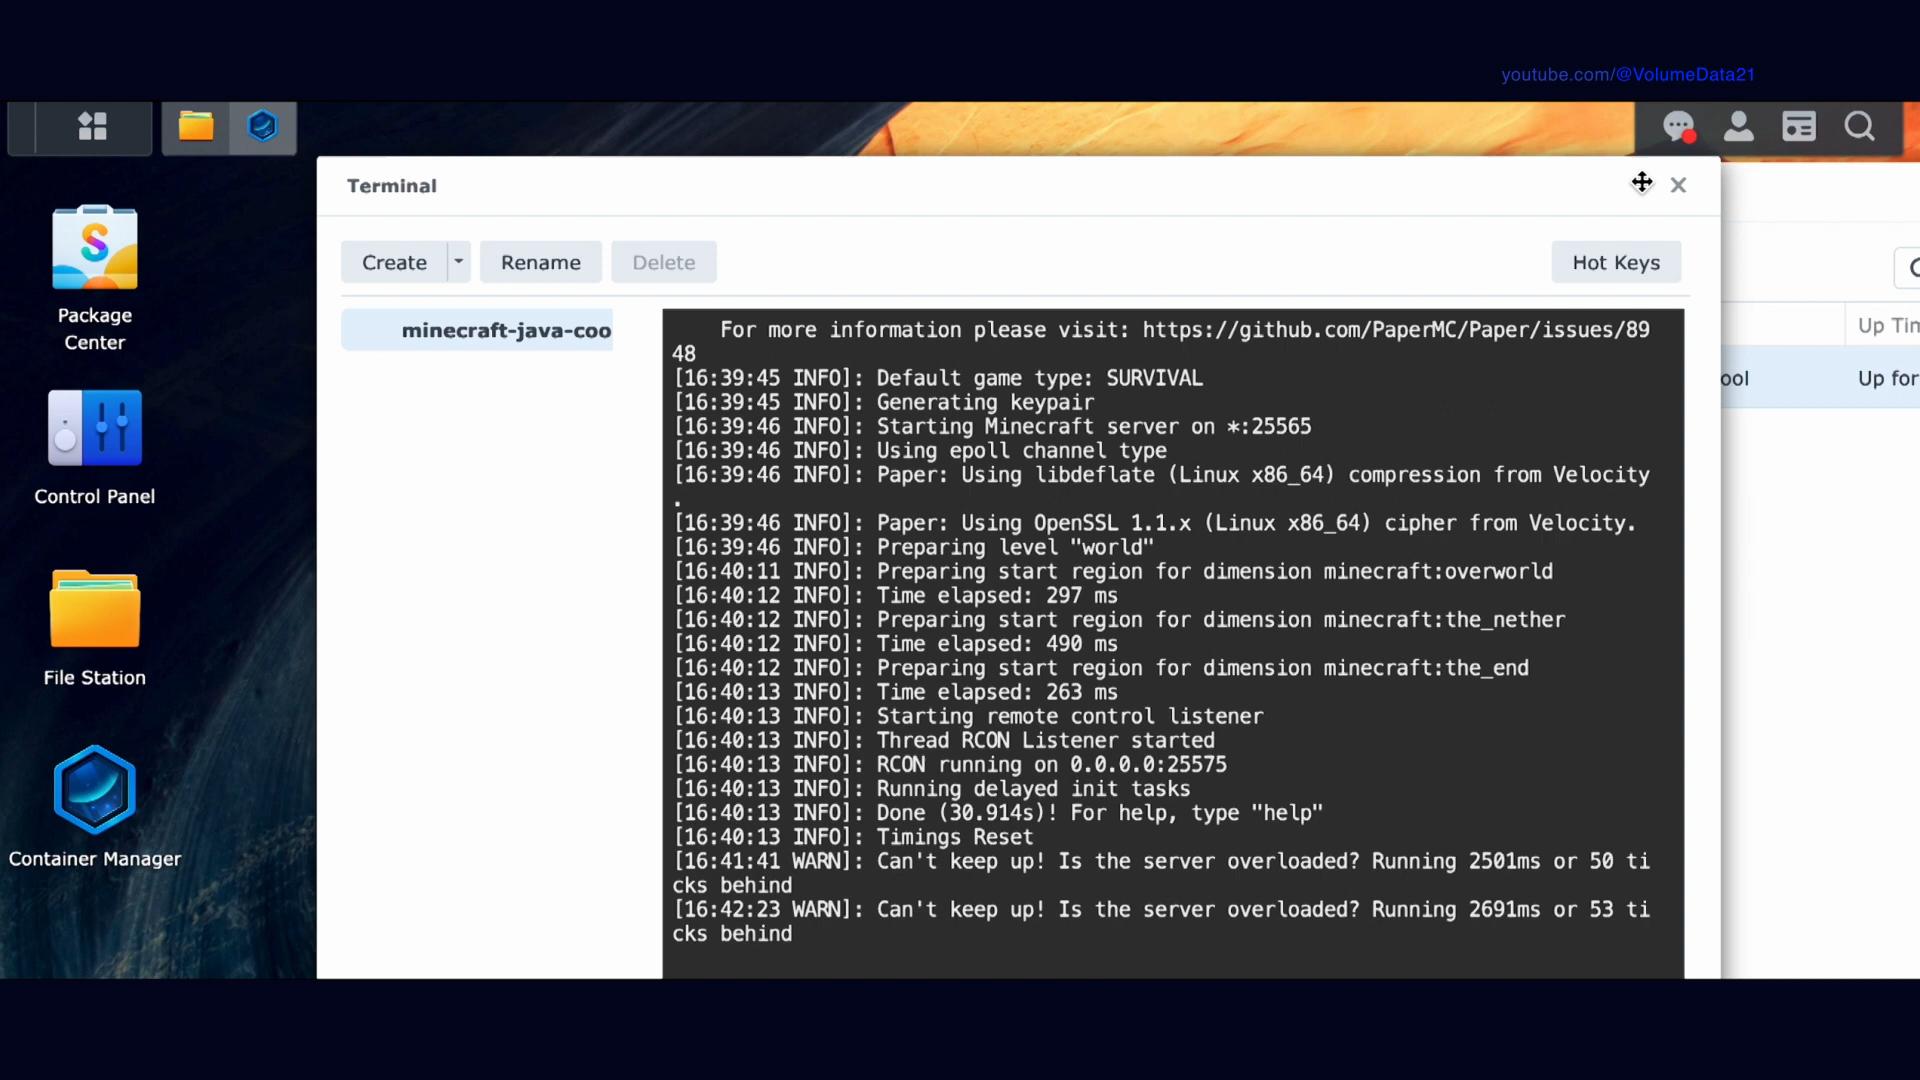 youtube.com/@VolumeData21
Terminal
Create
Rename
Delete
Hot Keys
minecraft-java-coo
For more information please visit: https://github.com/PaperMC/Paper/issues/89
48
[16:39:45 INFO]: Default game type: SURVIVAL
[16:39:45 INFO]: Generating keypair
[16:39:46 INFO]: Starting Minecraft server on *:25565
[16:39:46 INFO]: Using epoll channel type
[16:39:46 INFO]: Paper: Using libdeflate (Linux x86_64) compression from Velocity
.
[16:39:46 INFO]: Paper: Using OpenSSL 1.1.x (Linux x86_64) cipher from Velocity.
[16:39:46 INFO]: Preparing level "world"
[16:40:11 INFO]: Preparing start region for dimension minecraft:overworld
[16:40:12 INFO]: Time elapsed: 297 ms
[16:40:12 INFO]: Preparing start region for dimension minecraft:the_nether
[16:40:12 INFO]: Time elapsed: 490 ms
[16:40:12 INFO]: Preparing start region for dimension minecraft:the_end
[16:40:13 INFO]: Time elapsed: 263 ms
[16:40:13 INFO]: Starting remote control listener
[16:40:13 INFO]: Thread RCON Listener started
[16:40:13 INFO]: RCON running on 0.0.0.0:25575
[16:40:13 INFO]: Running delayed init tasks
[16:40:13 INFO]: Done (30.914s)! For help, type "help"
[16:40:13 INFO]: Timings Reset
[16:41:41 WARN]: Can't keep up! Is the server overloaded? Running 2501ms or 50 ti
cks behind
[16:42:23 WARN]: Can't keep up! Is the server overloaded? Running 2691ms or 53 ti
cks behind
Package
Center
Control Panel
File Station
Container Manager
Up Tim
ool
Up for